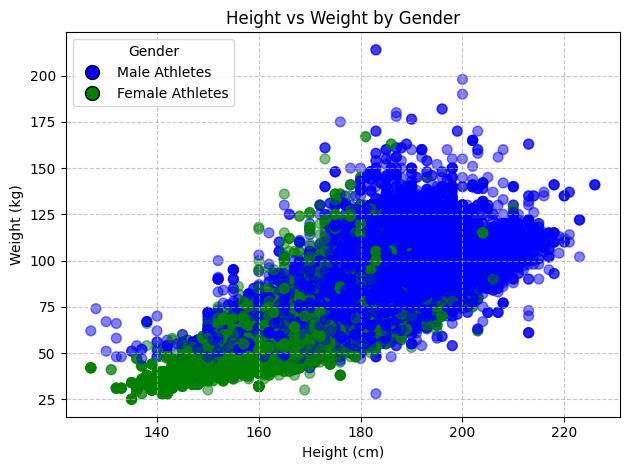 Height vs Weight by Gender
Gender
Male Athletes
Female Athletes
Weight (kg)
200
175
150
125
100
75
50
25
140
160
180
200
220
Height (cm)